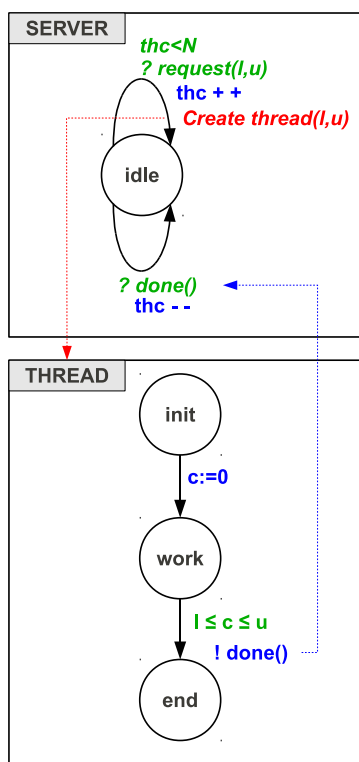 SERVER
thc<N
? request(l,u)
thc + +
Create thread(l,u)
idle
? done()
thc - -
THREAD
init
c:=0
work
l ≤ c ≤ u
! done()
end